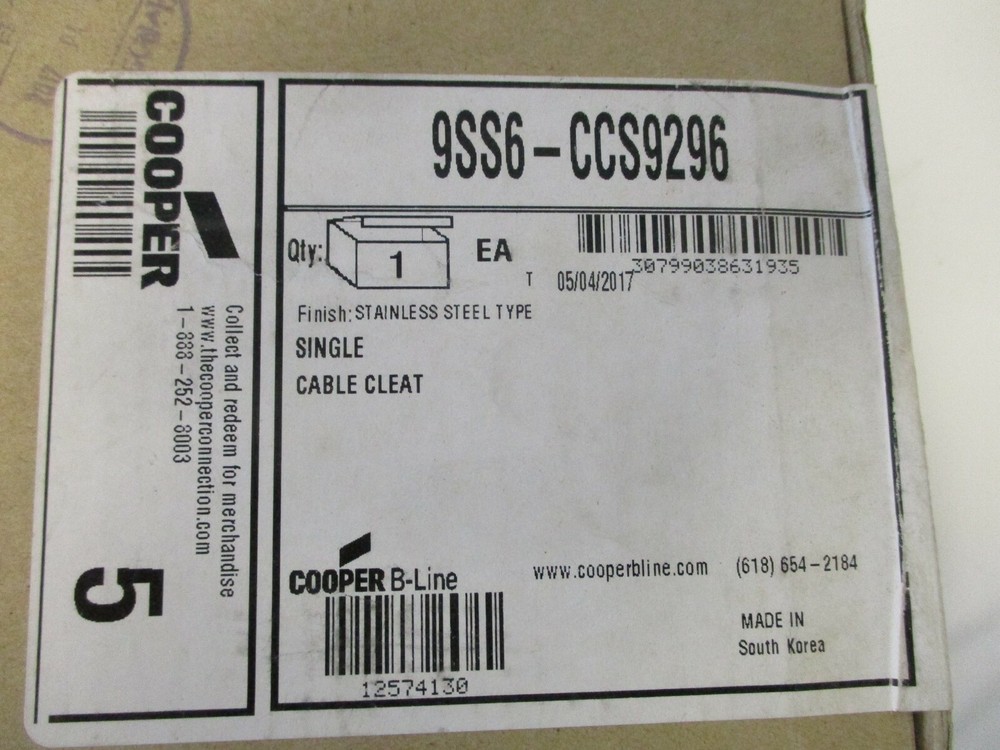 COOPER
Collect and redeem for merchandise
www.thecooperconnection.com
1-888-252-8003
5
9SS6-CCS9296
Qty: 1 EA
30799038631935
T 05/04/2017
Finish: STAINLESS STEEL TYPE
SINGLE
CABLE CLEAT
COOPER B-Line
www.cooperbline.com (618) 654-2184
12574130
MADE IN
South Korea